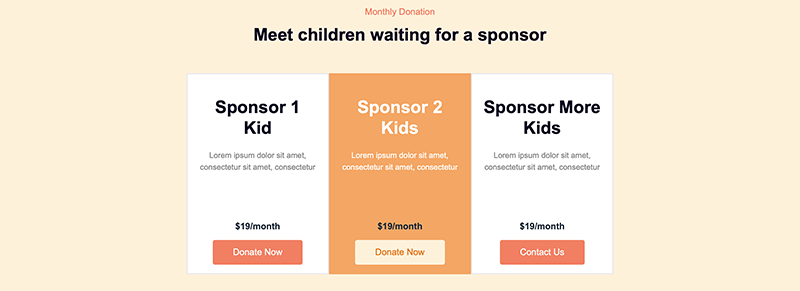 Monthly Donation
Meet children waiting for a sponsor
Sponsor 1
Kid
Lorem ipsum dolor sit amet,
consectetur sit amet, consectetur
$19/month
Donate Now
Sponsor 2
Kids
Lorem ipsum dolor sit amet,
consectetur sit amet, consectetur
$19/month
Donate Now
Sponsor More
Kids
Lorem ipsum dolor sit amet,
consectetur sit amet, consectetur
$19/month
Contact Us